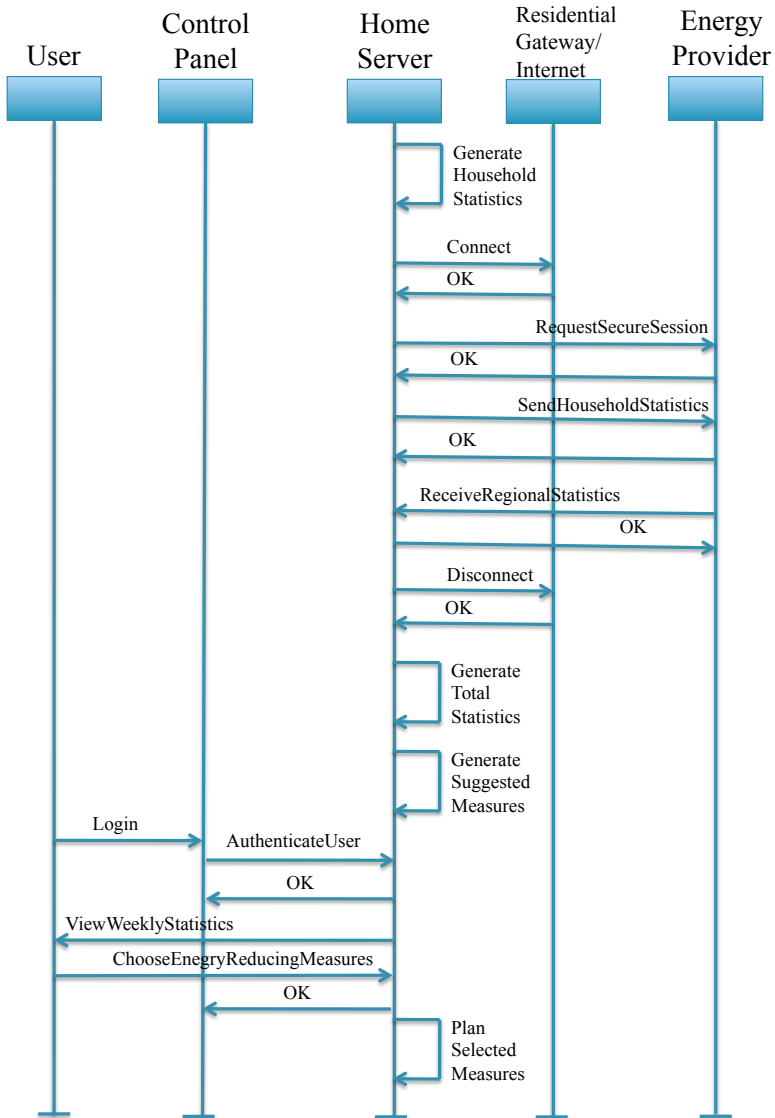 User
Control
Panel
Home
Server
Residential
Gateway/
Internet
Energy
Provider
Generate
Household
Statistics
Connect
OK
RequestSecureSession
OK
SendHouseholdStatistics
OK
ReceiveRegionalStatistics
OK
Disconnect
OK
Generate
Total
Statistics
Generate
Suggested
Measures
Login
AuthenticateUser
OK
ViewWeeklyStatistics
ChooseEnegryReducingMeasures
OK
Plan
Selected
Measures